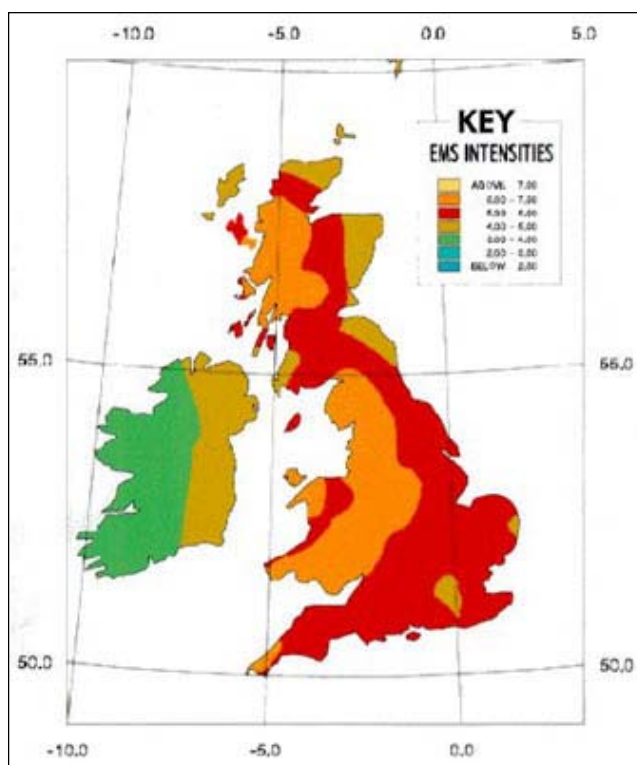 -10.0 -5.0 0.0 5.0
KEY
EMS INTENSITIES
ABOVE 7.00
6.00 - 7.00
5.00 - 6.00
4.00 - 5.00
3.00 - 4.00
2.00 - 3.00
BELOW 2.00
55.0 55.0
50.0 50.0
-10.0 -5.0 0.0